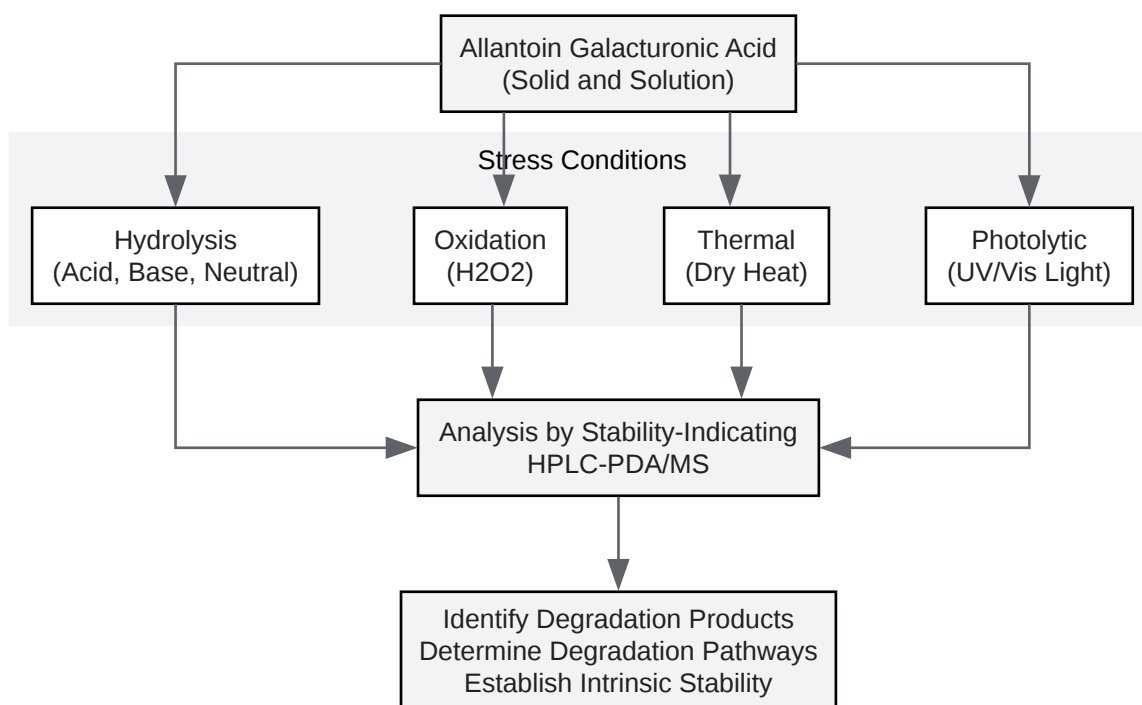 Allantoin Galacturonic Acid
(Solid and Solution)
Stress Conditions
Hydrolysis
(Acid, Base, Neutral)
Oxidation
(H2O2)
Thermal
(Dry Heat)
Photolytic
(UV/Vis Light)
Analysis by Stability-Indicating
HPLC-PDA/MS
Identify Degradation Products
Determine Degradation Pathways
Establish Intrinsic Stability